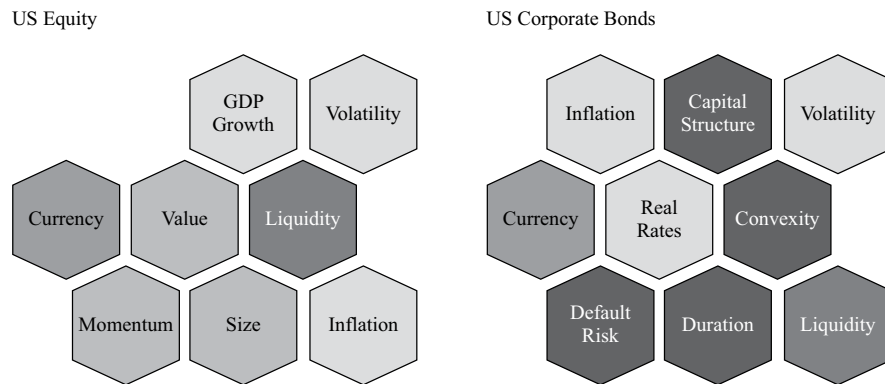 US Equity
GDP
Growth
Volatility
Currency
Value
Liquidity
Momentum
Size
Inflation
US Corporate Bonds
Inflation
Capital
Structure
Volatility
Currency
Real
Rates
Convexity
Default
Risk
Duration
Liquidity